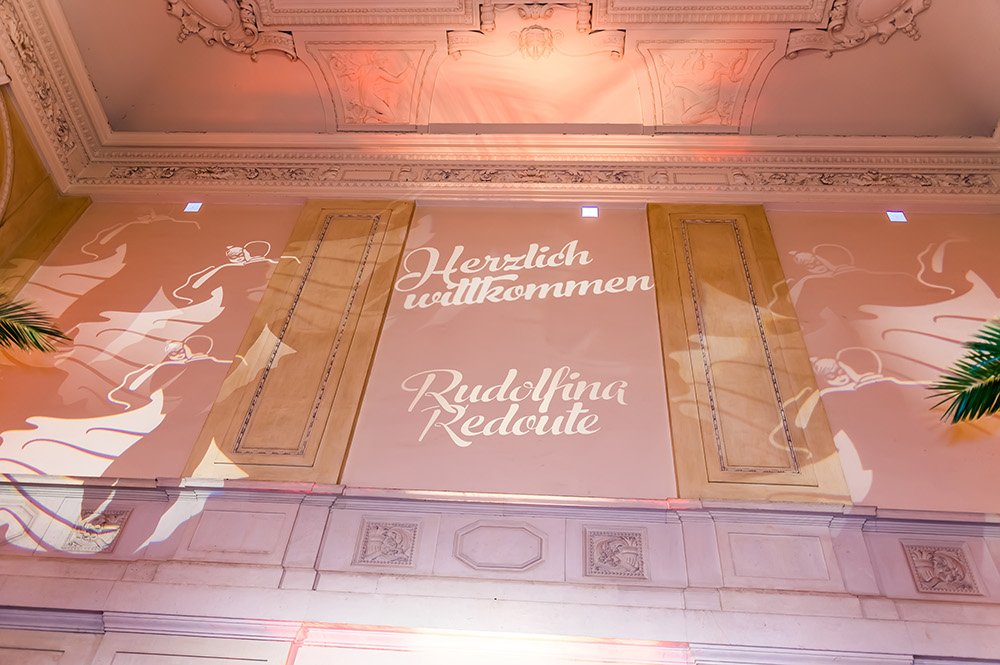 Herzlich
willkommen
Rudolfina
Redoute